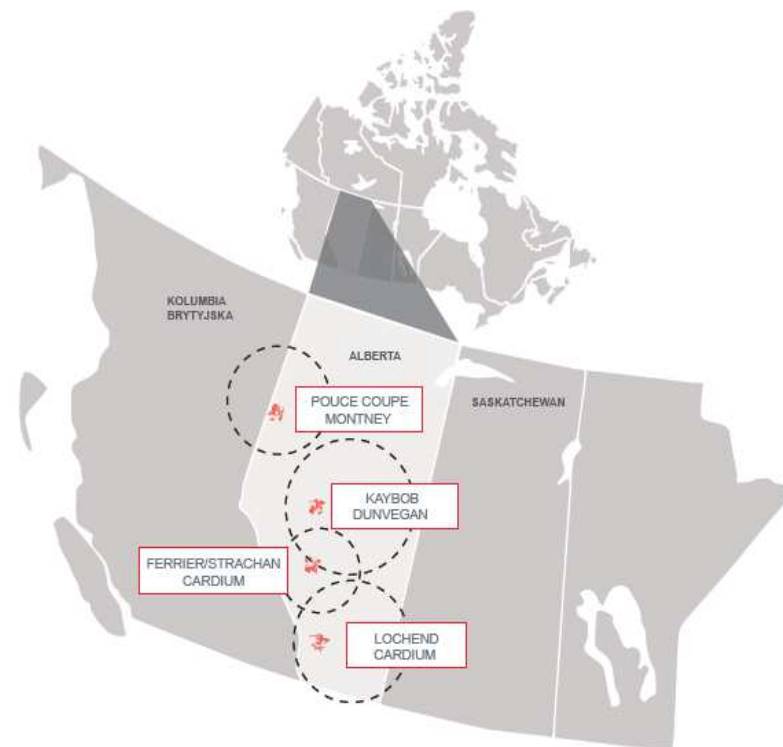 KOLUMBIA
BRYTYJSKA
ALBERTA
SASKATCHEWAN
POUCE COUPE
MONTNEY
KAYBOB
DUNVEGAN
FERRIER/STRACHAN
CARDIUM
LOCHEND
CARDIUM